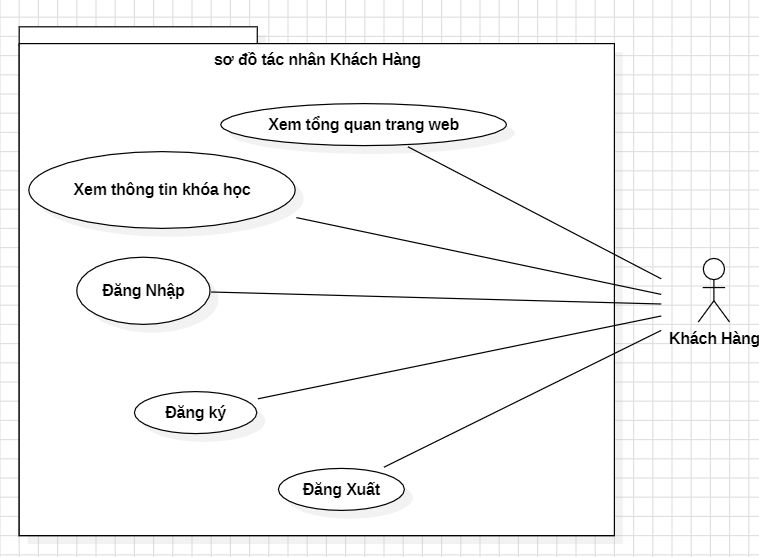 sơ đồ tác nhân Khách Hàng
Xem tổng quan trang web
Xem thông tin khóa học
Đăng Nhập
Khách Hàng
Đăng ký
Đăng Xuất